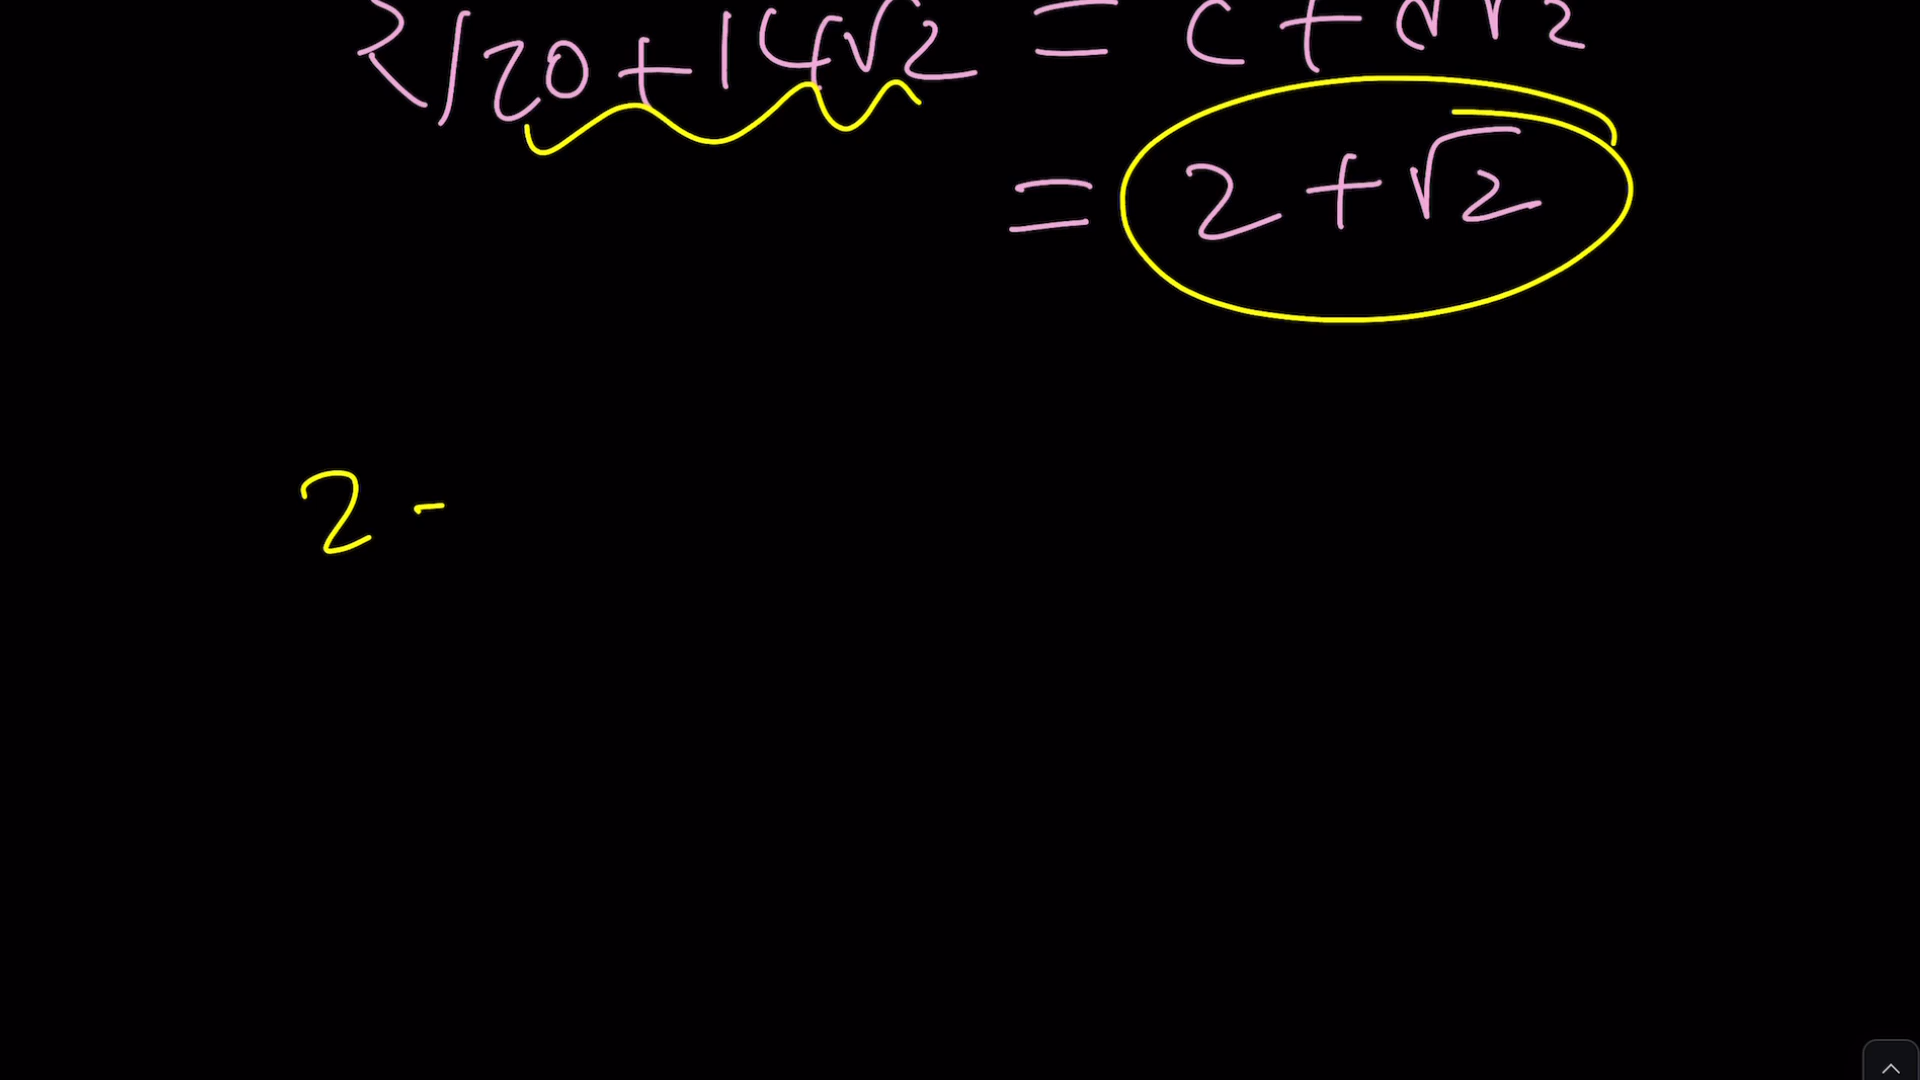 ∛20+14√2 = c+d√2
= 2+√2
2 -